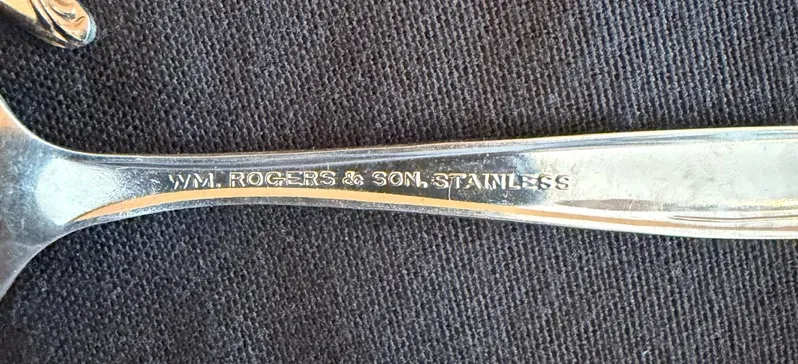 WM. ROGERS & SON. STAINLESS